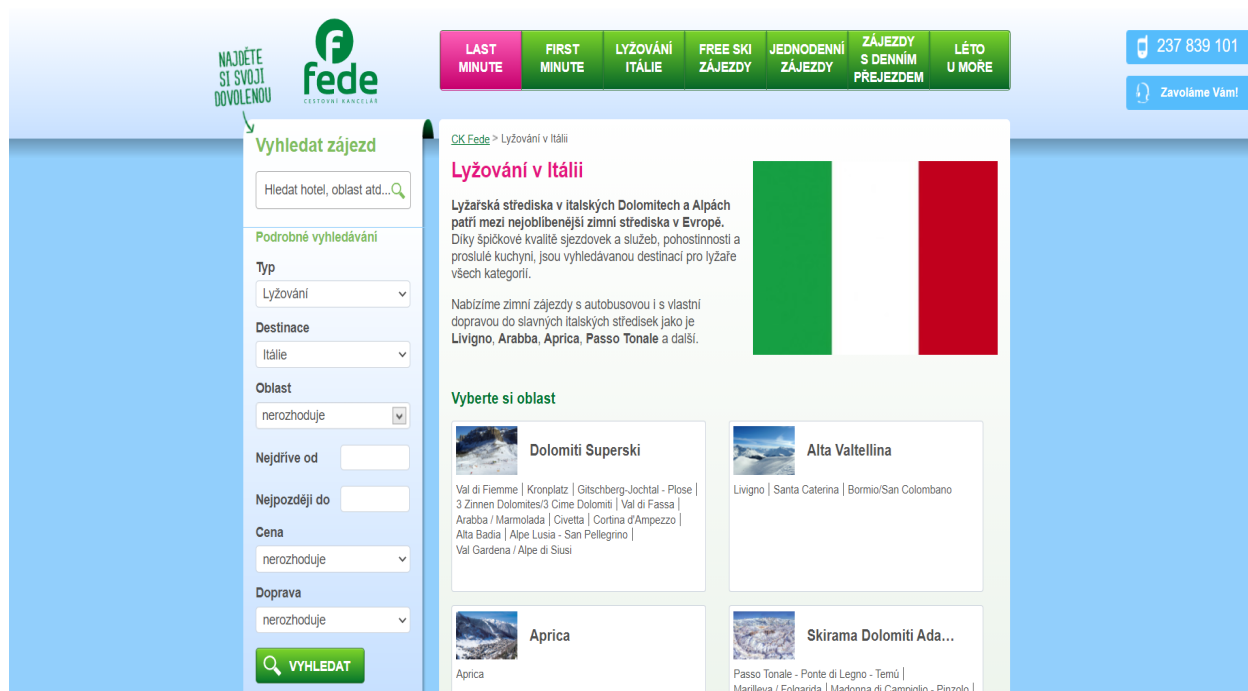 NAJDĚTE
SI SVOJI
DOVOLENOU
fede
CESTOVNÍ KANCELÁŘ
LAST
MINUTE
FIRST
MINUTE
LYŽOVÁNÍ
ITÁLIE
FREE SKI
ZÁJEZDY
JEDNODENNÍ
ZÁJEZDY
ZÁJEZDY
S DENNÍM
PŘEJEZDEM
LÉTO
U MOŘE
237 839 101
Zavoláme Vám!
Vyhledat zájezd
Hledat hotel, oblast atd...
Podrobné vyhledávání
Typ
Lyžování
Destinace
Itálie
Oblast
nerozhoduje
Nejdříve od
Nejpozději do
Cena
nerozhoduje
Doprava
nerozhoduje
VYHLEDAT
CK Fede > Lyžování v Itálii
Lyžování v Itálii
Lyžařská střediska v italských Dolomitech a Alpách
patří mezi nejoblíbenější zimní střediska v Evropě.
Díky špičkové kvalitě sjezdovek a služeb, pohostinnosti a
proslulé kuchyni, jsou vyhledávanou destinací pro lyžaře
všech kategorií.
Nabízíme zimní zájezdy s autobusovou i s vlastní
dopravou do slavných italských středisek jako je
Livigno, Arabba, Aprica, Passo Tonale a další.
Vyberte si oblast
Dolomiti Superski
Val di Fiemme | Kronplatz | Gitschberg-Jochtal - Plose |
3 Zinnen Dolomites/3 Cime Dolomiti | Val di Fassa |
Arabba / Marmolada | Civetta | Cortina d'Ampezzo |
Alta Badia | Alpe Lusia - San Pellegrino |
Val Gardena / Alpe di Siusi
Alta Valtellina
Livigno | Santa Caterina | Bormio/San Colombano
Aprica
Aprica
Skirama Dolomiti Ada...
Passo Tonale - Ponte di Legno - Temú |
Marilleva / Folgarida | Madonna di Campiglio - Pinzolo |